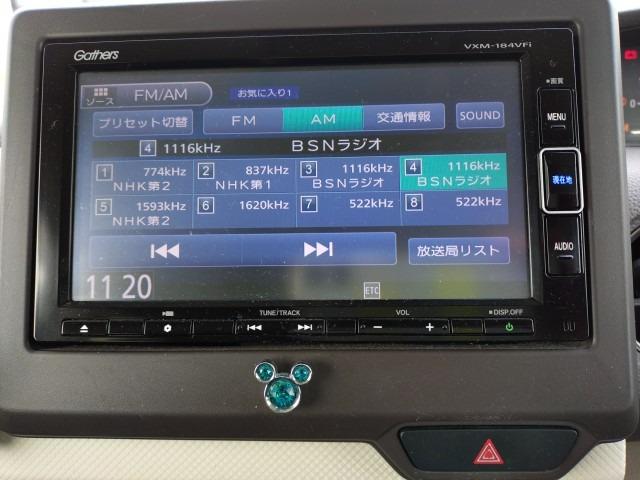 Gathers VXM-184VFi
ソース FM/AM お気に入り1
プリセット切替 FM AM 交通情報 SOUND
4 1116kHz BSNラジオ
1 774kHz 2 837kHz 3 1116kHz 4 1116kHz
NHK第2 NHK第1 BSNラジオ BSNラジオ
5 1593kHz 6 1620kHz 7 522kHz 8 522kHz
NHK第2
放送局リスト
11 20 ETC
画質
MENU
現在地
AUDIO
TUNE/TRACK VOL DISP.OFF